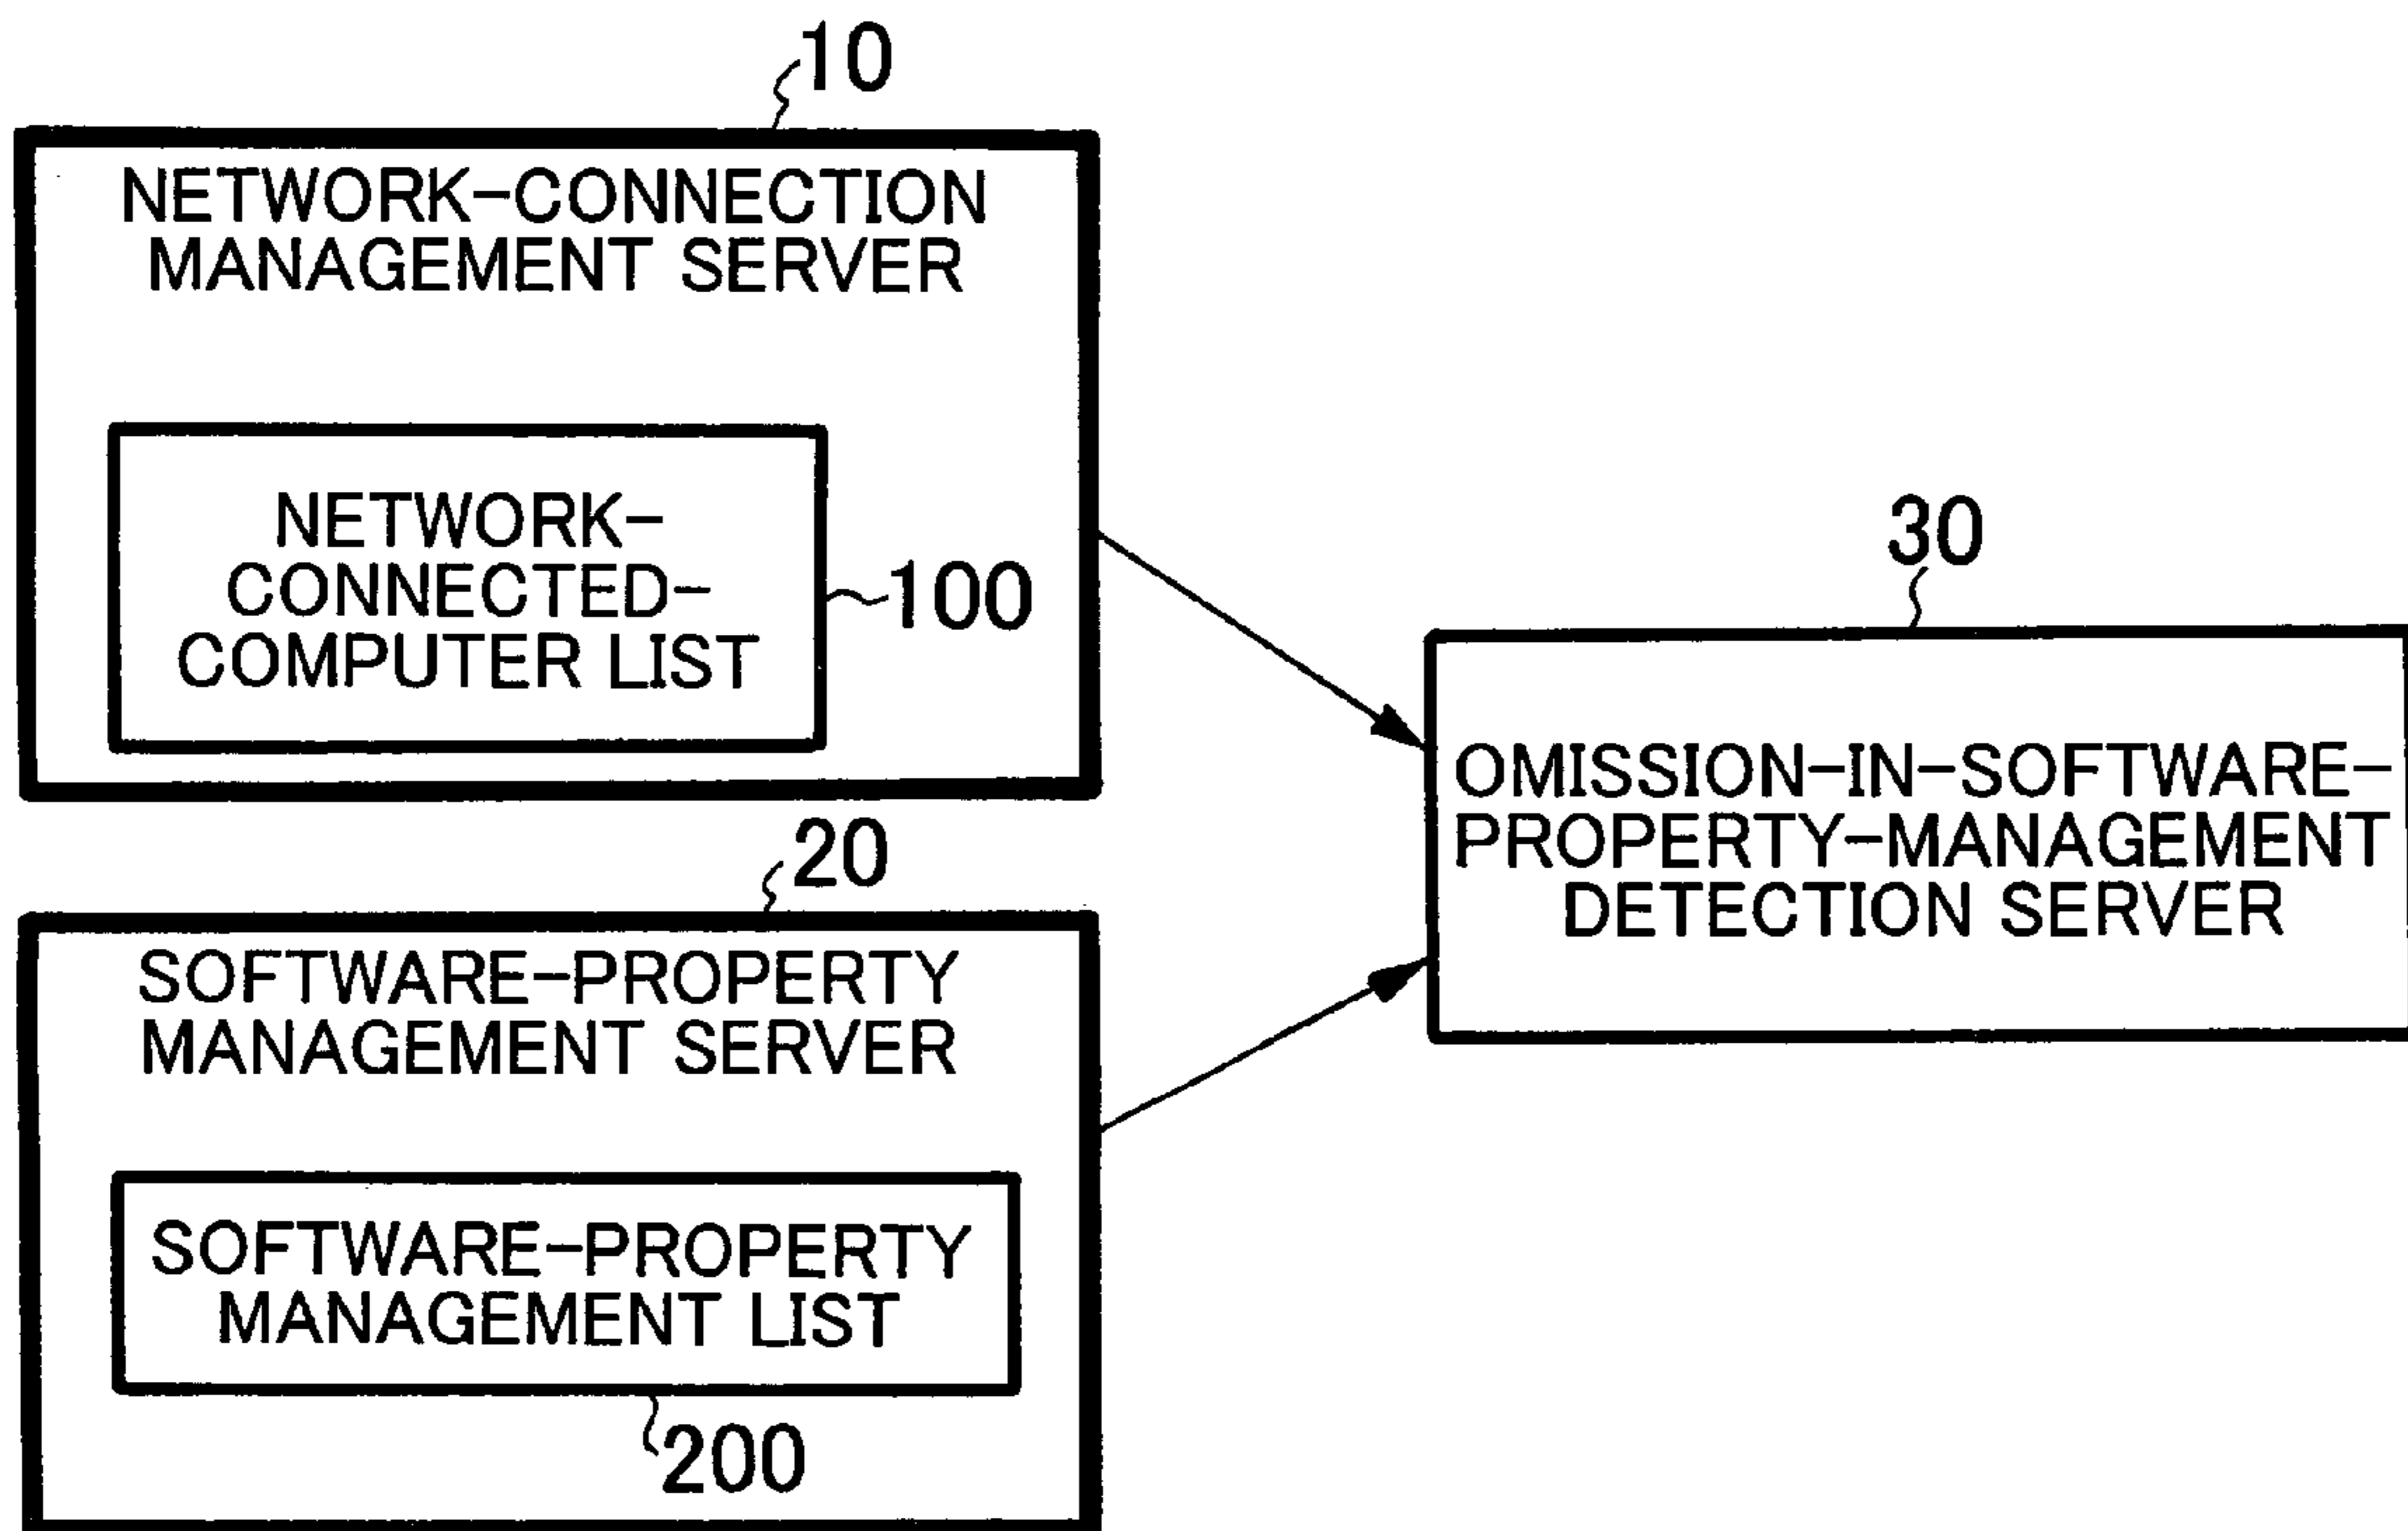 10
NETWORK-CONNECTION
MANAGEMENT SERVER
NETWORK-
CONNECTED-
COMPUTER LIST
100
20
SOFTWARE-PROPERTY
MANAGEMENT SERVER
SOFTWARE-PROPERTY
MANAGEMENT LIST
200
30
OMISSION-IN-SOFTWARE-
PROPERTY-MANAGEMENT
DETECTION SERVER